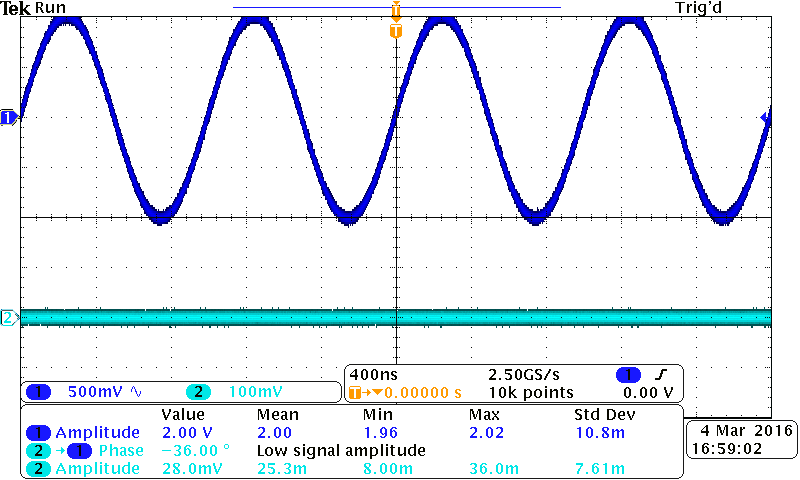 Tek Run Trig'd
T
T
1
2
400ns 2.50GS/s 1
1 500mV ∿ 2 100mV T→▼0.00000 s 10k points 0.00 V
Value Mean Min Max Std Dev
1 Amplitude 2.00 V 2.00 1.96 2.02 10.8m
2 →1 Phase −36.00 ° Low signal amplitude
2 Amplitude 28.0mV 25.3m 8.00m 36.0m 7.61m
4 Mar 2016
16:59:02